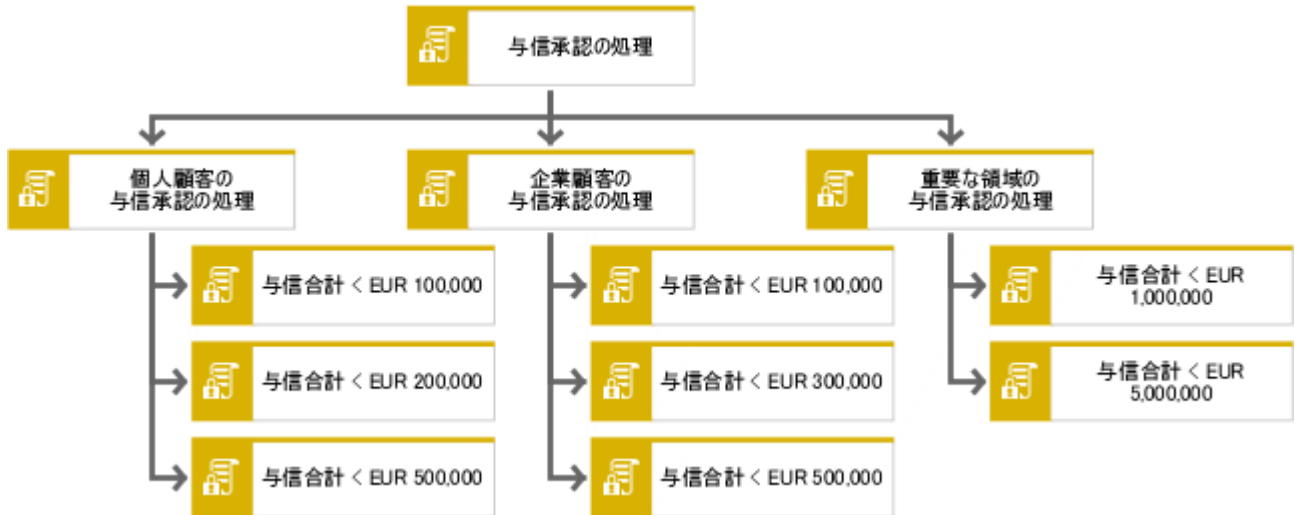 与信承認の処理
個人顧客の
与信承認の処理
企業顧客の
与信承認の処理
重要な領域の
与信承認の処理
与信合計 < EUR 100,000
与信合計 < EUR 200,000
与信合計 < EUR 500,000
与信合計 < EUR 100,000
与信合計 < EUR 300,000
与信合計 < EUR 500,000
与信合計 < EUR
1,000,000
与信合計 < EUR
5,000,000